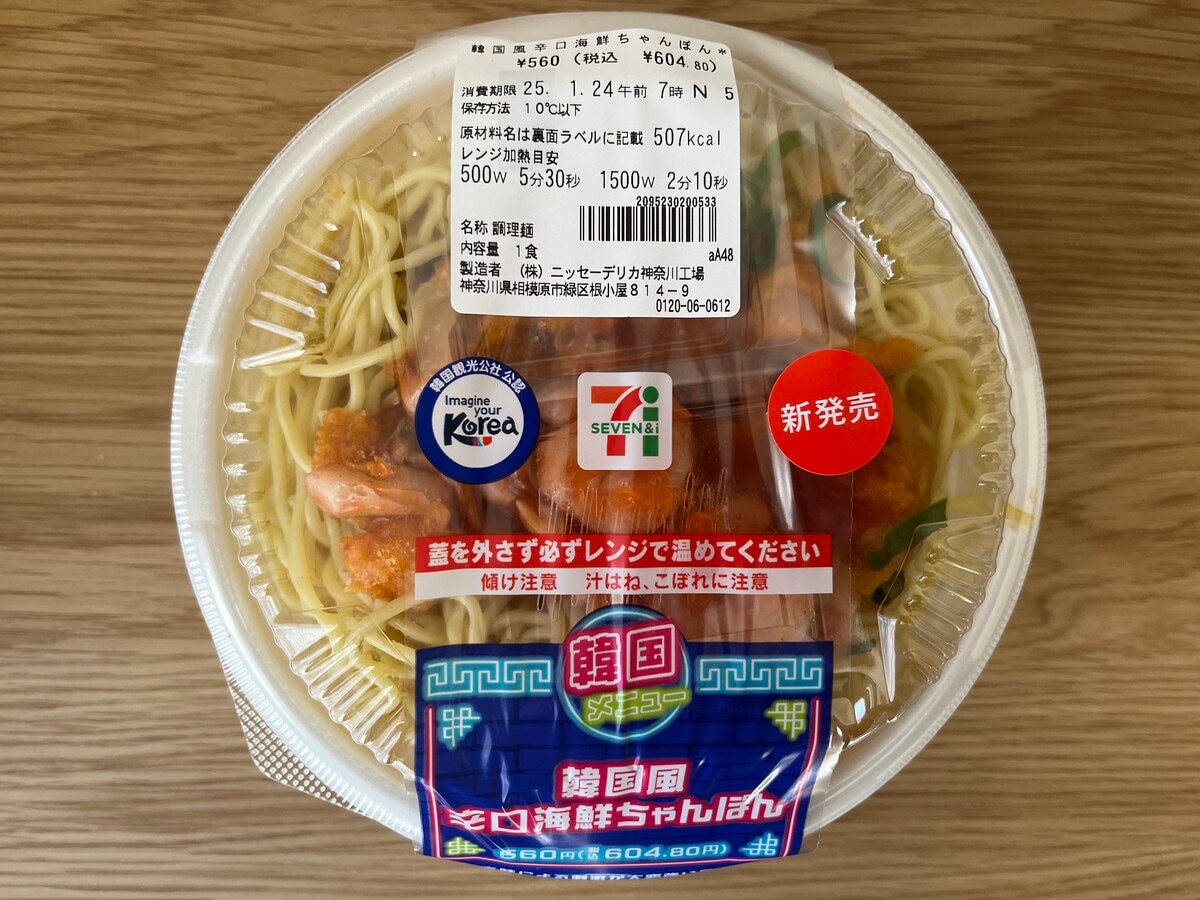 韓国風辛口海鮮ちゃんぽん*
¥560 (税込 ¥604.80)
消費期限 25. 1.24午前 7時 N 5
保存方法 10℃以下
原材料名は裏面ラベルに記載 507kcal
レンジ加熱目安
500W 5分30秒 1500W 2分10秒
2095230200533
名称 調理麺
内容量 1食
aA48
製造者 (株)ニッセーデリカ神奈川工場
神奈川県相模原市緑区根小屋814-9
0120-06-0612
韓国観光公社 公認
Imagine
your
Korea
7i
SEVEN&i
新発売
蓋を外さず必ずレンジで温めてください
傾け注意 汁はね、こぼれに注意
韓国
メニュー
韓国風
辛口海鮮ちゃんぽん
560円(税込604.80円)